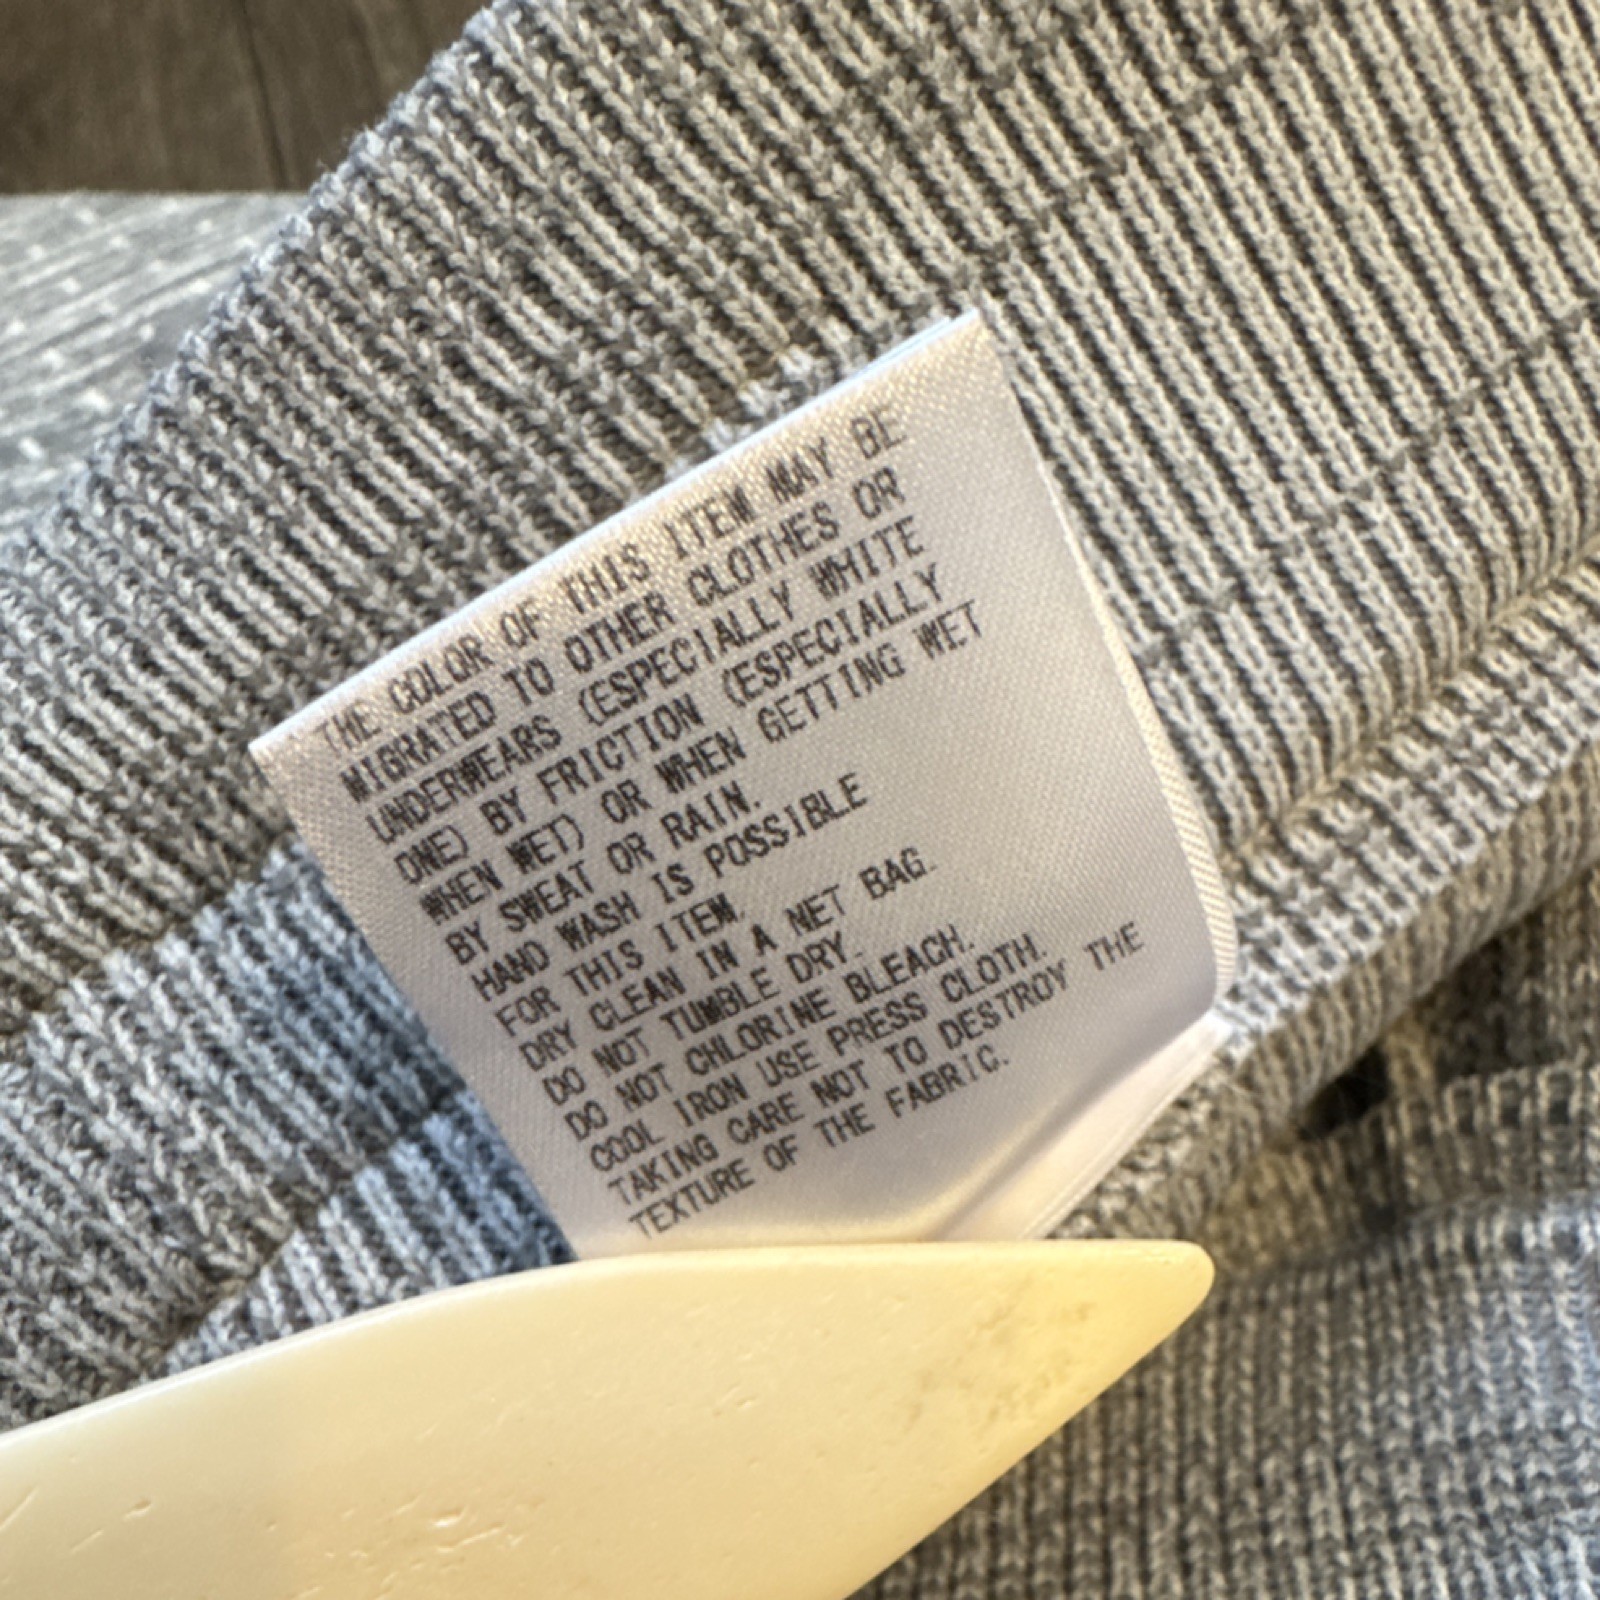 THE COLOR OF THIS ITEM MAY BE
MIGRATED TO OTHER CLOTHES OR
UNDERWEARS (ESPECIALLY WHITE
ONE) BY FRICTION (ESPECIALLY
WHEN WET) OR WHEN GETTING WET
BY SWEAT OR RAIN.
HAND WASH IS POSSIBLE
FOR THIS ITEM.
DRY CLEAN IN A NET BAG.
DO NOT TUMBLE DRY.
DO NOT CHLORINE BLEACH.
COOL IRON USE PRESS CLOTH.
TAKING CARE NOT TO DESTROY THE
TEXTURE OF THE FABRIC.